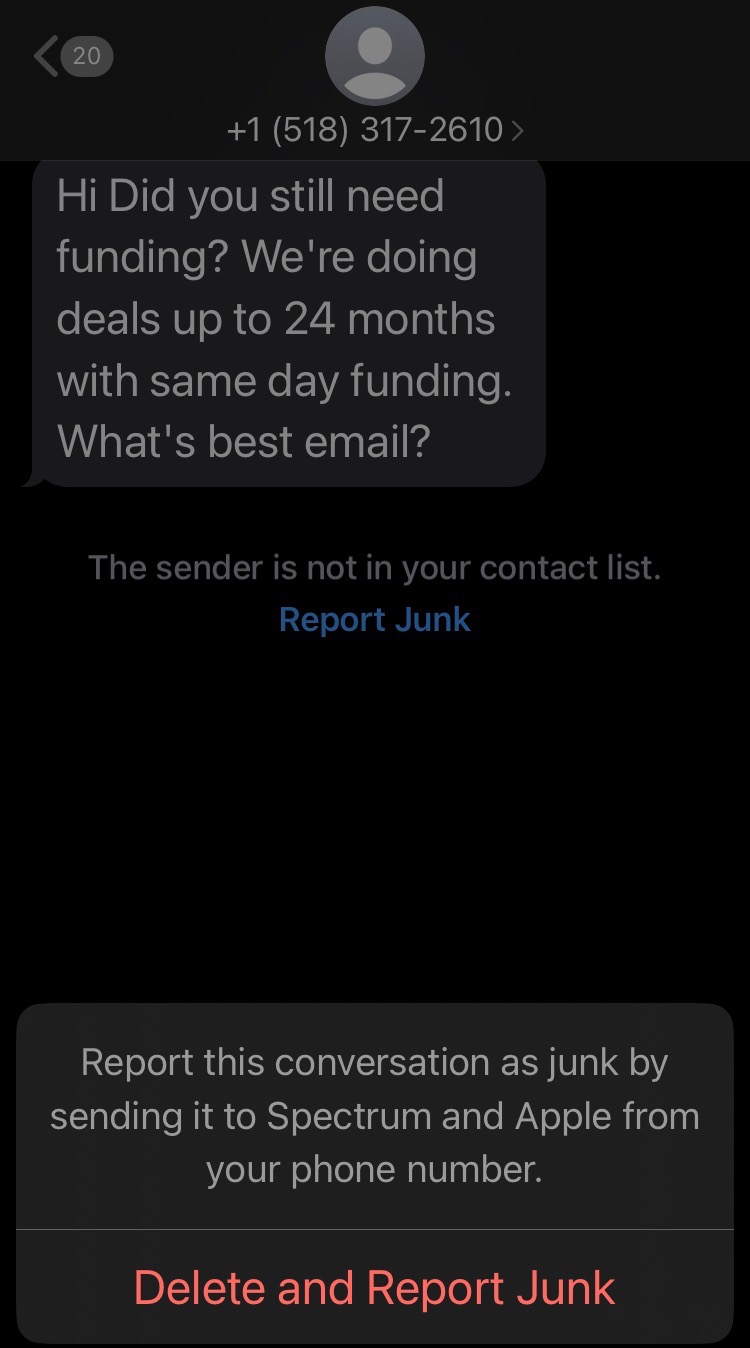 20
+1 (518) 317-2610
Hi Did you still need
funding? We're doing
deals up to 24 months
with same day funding.
What's best email?
The sender is not in your contact list.
Report Junk
Report this conversation as junk by
sending it to Spectrum and Apple from
your phone number.
Delete and Report Junk